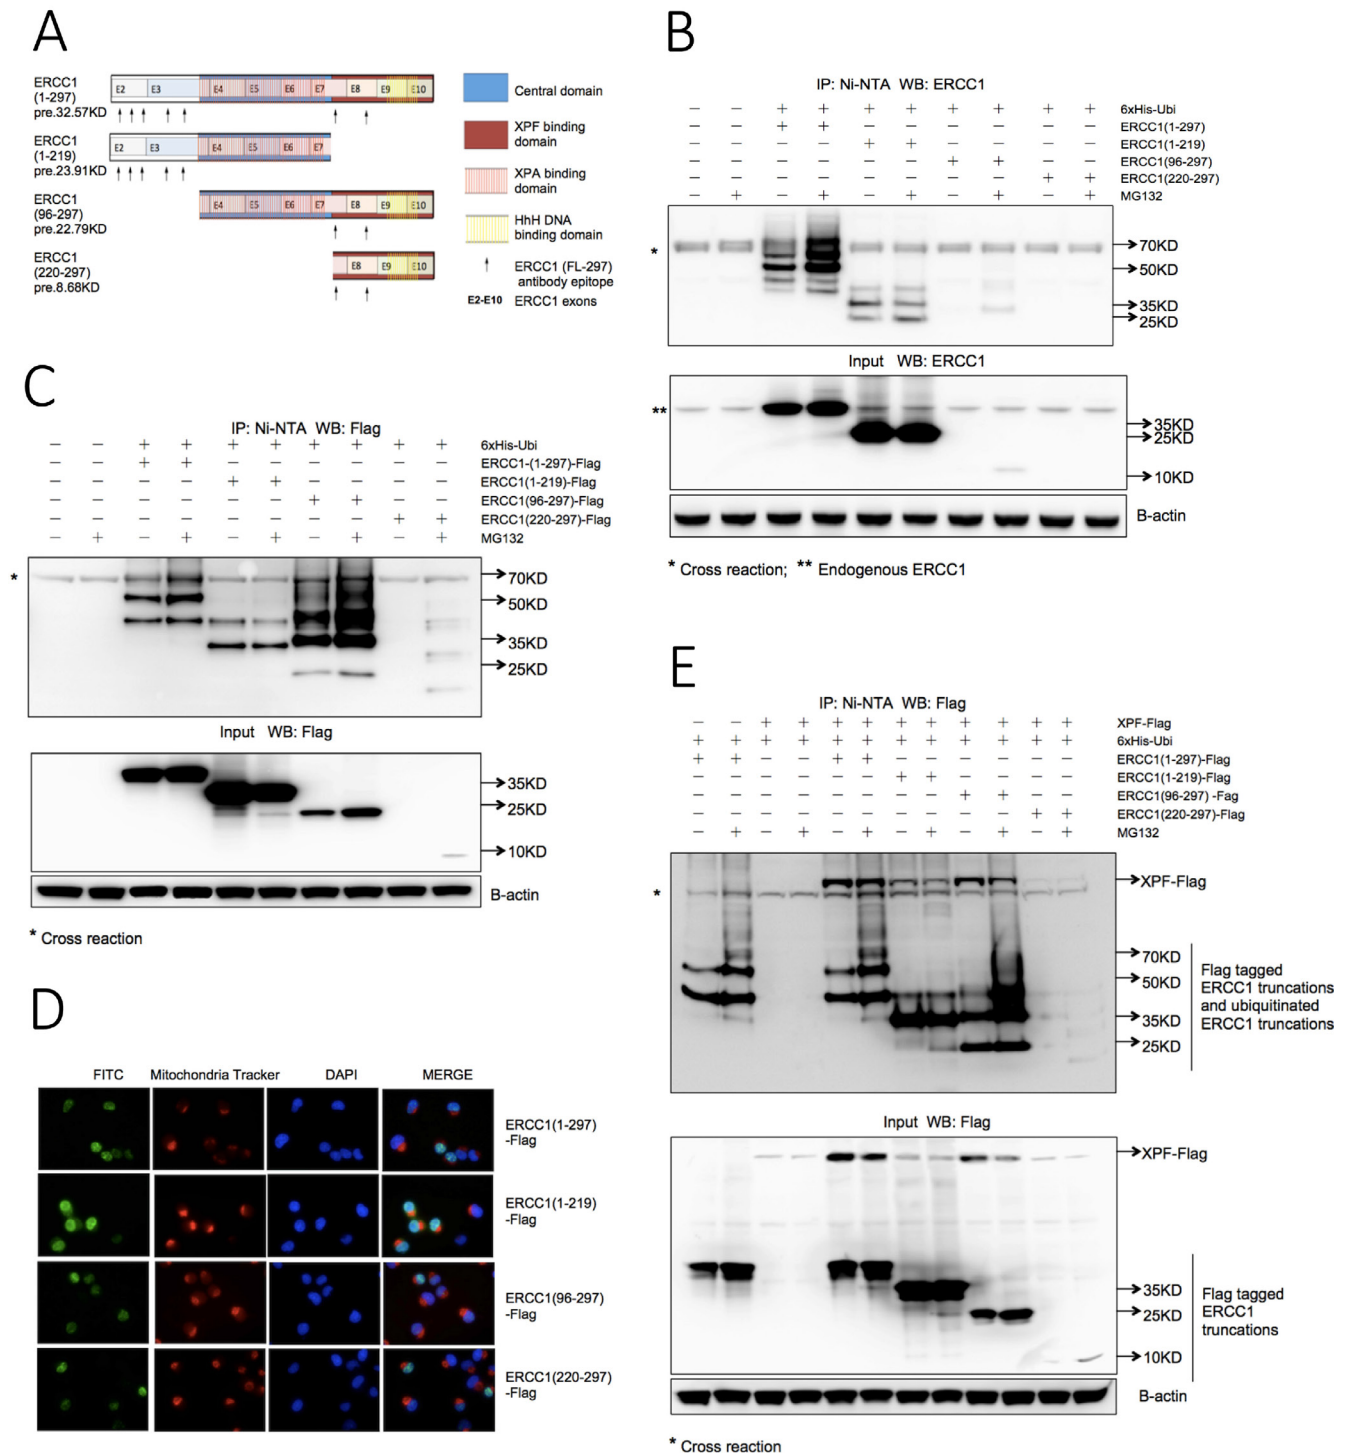 A
ERCC1
(1-297)
pre.32.57KD
E2 E3 E4 E5 E6 E7 E8 E9 E10
ERCC1
(1-219)
pre.23.91KD
E2 E3 E4 E5 E6 E7
ERCC1
(96-297)
pre.22.79KD
E4 E5 E6 E7 E8 E9 E10
ERCC1
(220-297)
pre.8.68KD
E8 E9 E10
Central domain
XPF binding
domain
XPA binding
domain
HhH DNA
binding domain
ERCC1 (FL-297)
antibody epitope
E2-E10 ERCC1 exons
B
IP: Ni-NTA WB: ERCC1
− − + + + + + + + + 6xHis-Ubi
− − + + − − − − − − ERCC1(1-297)
− − − − + + − − − − ERCC1(1-219)
− − − − − − + + − − ERCC1(96-297)
− − − − − − − − + + ERCC1(220-297)
− + − + − + − + − + MG132
* 70KD
50KD
35KD
25KD
Input WB: ERCC1
** 35KD
25KD
10KD
B-actin
* Cross reaction; ** Endogenous ERCC1
C
IP: Ni-NTA WB: Flag
− − + + + + + + + + 6xHis-Ubi
− − + + − − − − − − ERCC1-(1-297)-Flag
− − − − + + − − − − ERCC1(1-219)-Flag
− − − − − − + + − − ERCC1(96-297)-Flag
− − − − − − − − + + ERCC1(220-297)-Flag
− + − + − + − + − + MG132
* 70KD
50KD
35KD
25KD
Input WB: Flag
35KD
25KD
10KD
B-actin
* Cross reaction
D
FITC Mitochondria Tracker DAPI MERGE
ERCC1(1-297)
-Flag
ERCC1(1-219)
-Flag
ERCC1(96-297)
-Flag
ERCC1(220-297)
-Flag
E
IP: Ni-NTA WB: Flag
− − + + + + + + + + + + XPF-Flag
+ + + + + + + + + + + + 6xHis-Ubi
+ + − − + + − − − − − − ERCC1(1-297)-Flag
− − − − − − + + − − − − ERCC1(1-219)-Flag
− − − − − − − − + + − − ERCC1(96-297) -Fag
− − − − − − − − − − + + ERCC1(220-297)-Flag
− + − + − + − + − + − + MG132
XPF-Flag
*
70KD
50KD
35KD
25KD
Flag tagged
ERCC1 truncations
and ubiquitinated
ERCC1 truncations
Input WB: Flag
XPF-Flag
35KD
25KD
10KD
Flag tagged
ERCC1
truncations
B-actin
* Cross reaction